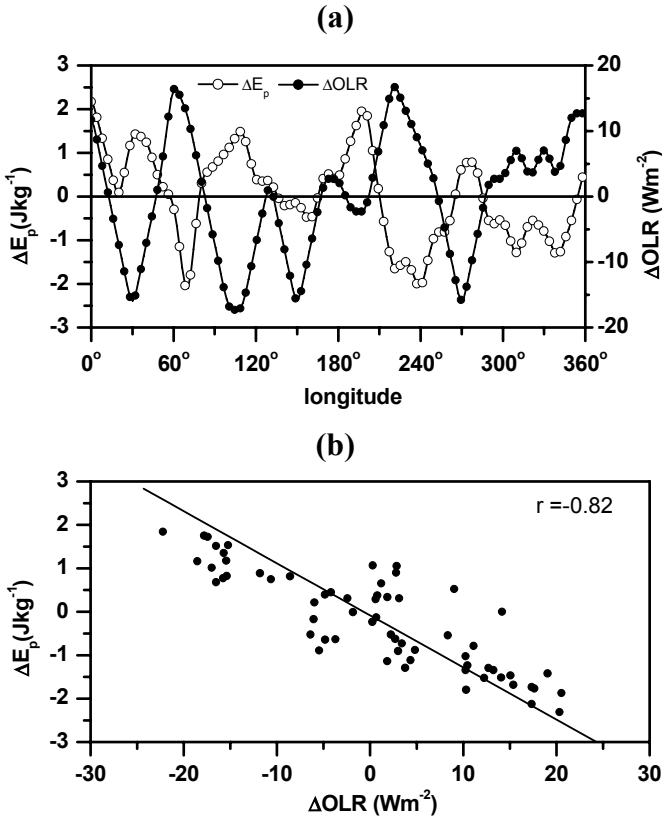 (a)
ΔEp ΔOLR
3 20
2
10
1
0 0
-1
-10
-2
-3 -20
ΔEp(Jkg-1)
ΔOLR (Wm-2)
0° 60° 120° 180° 240° 300° 360°
longitude
(b)
r =-0.82
3
2
1
0
-1
-2
-3
ΔEp(Jkg-1)
-30 -20 -10 0 10 20 30
ΔOLR (Wm-2)